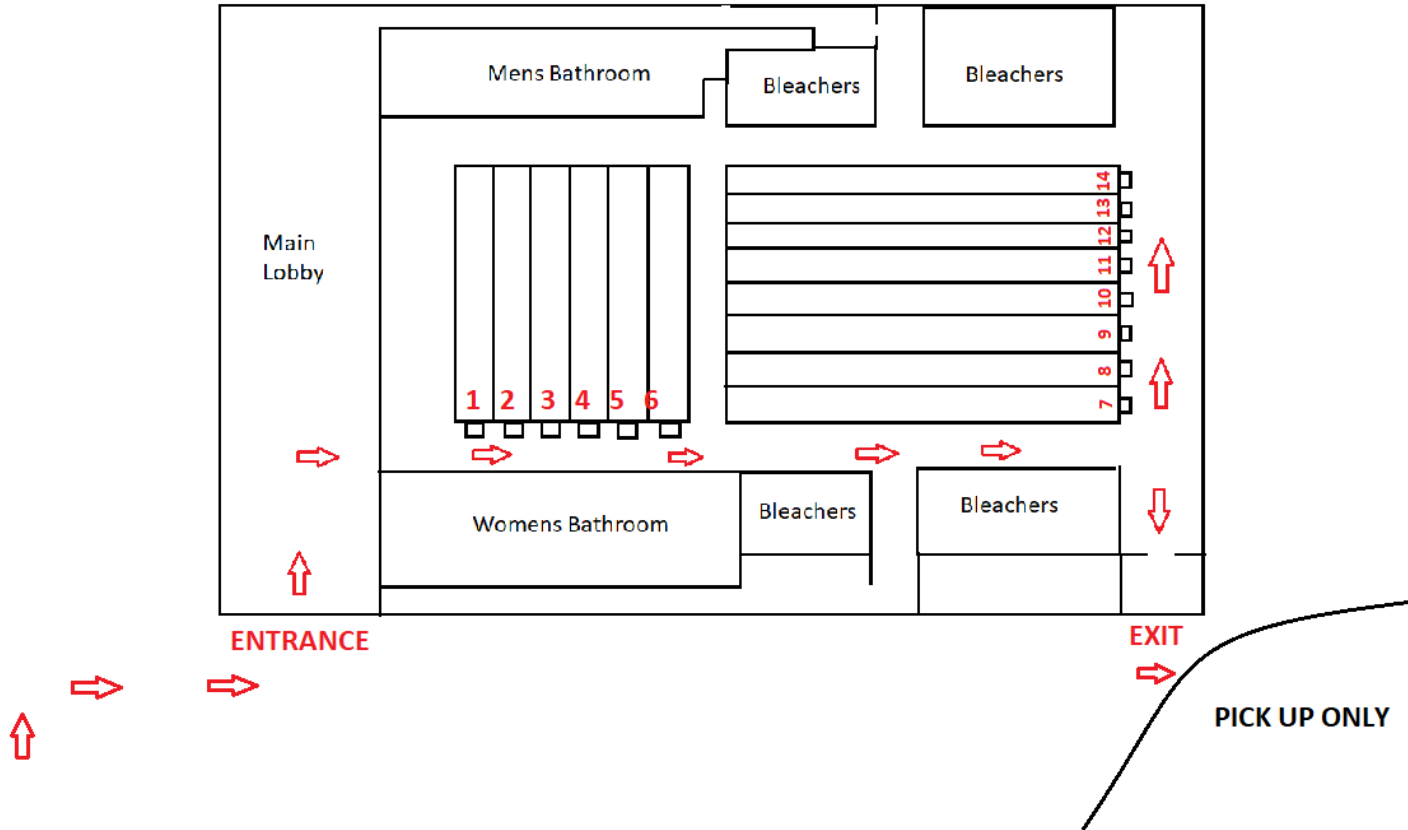 Mens Bathroom
Bleachers
Bleachers
Main
Lobby
14
13
12
11
10
9
8
7
1 2 3 4 5 6
Womens Bathroom
Bleachers
Bleachers
ENTRANCE
EXIT
PICK UP ONLY